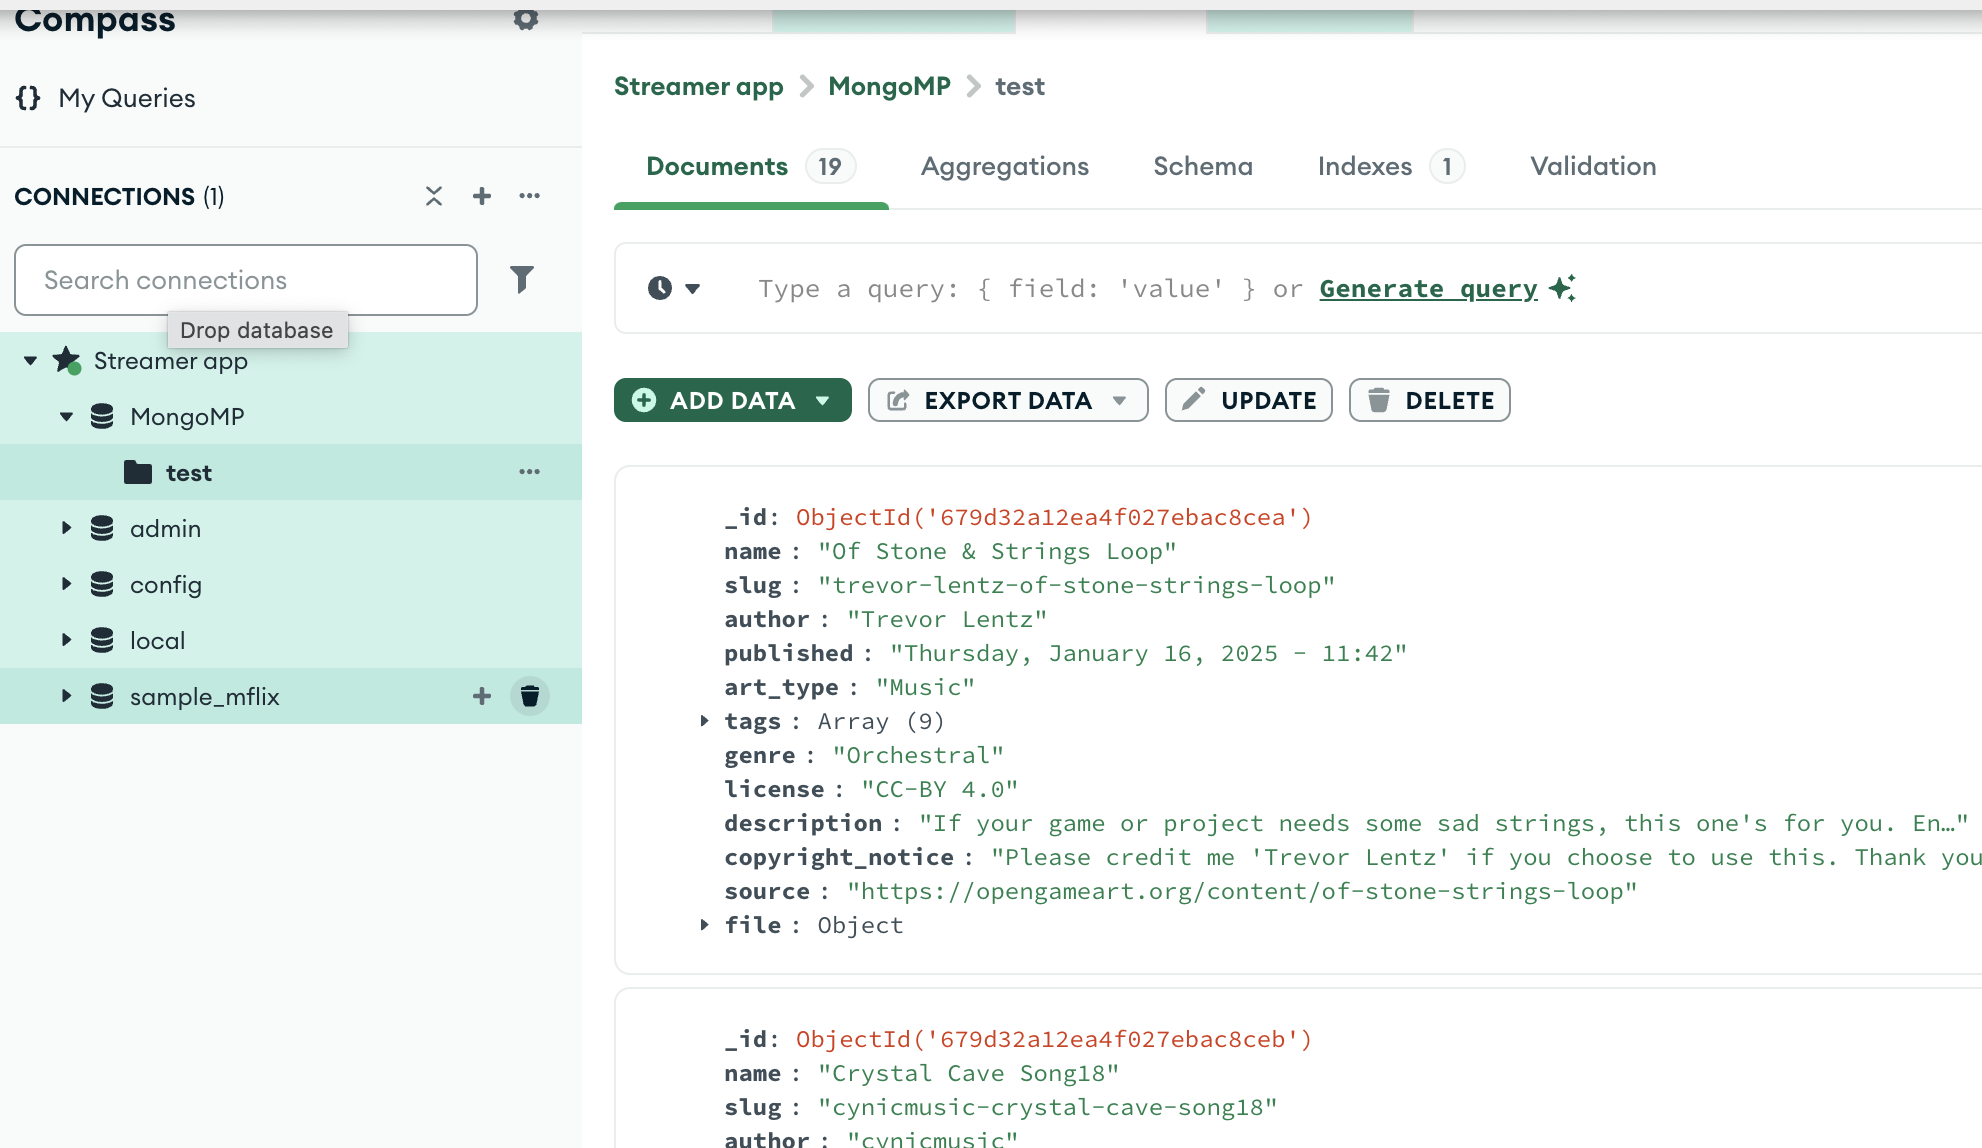 Compass
{} My Queries
CONNECTIONS (1)
Search connections
Drop database
Streamer app
MongoMP
test
admin
config
local
sample_mflix
Streamer app > MongoMP > test
Documents 19 Aggregations Schema Indexes 1 Validation
Type a query: { field: 'value' } or Generate query
ADD DATA EXPORT DATA UPDATE DELETE
_id: ObjectId('679d32a12ea4f027ebac8cea')
name : "Of Stone & Strings Loop"
slug : "trevor-lentz-of-stone-strings-loop"
author : "Trevor Lentz"
published : "Thursday, January 16, 2025 - 11:42"
art_type : "Music"
tags : Array (9)
genre : "Orchestral"
license : "CC-BY 4.0"
description : "If your game or project needs some sad strings, this one's for you. En…"
copyright_notice : "Please credit me 'Trevor Lentz' if you choose to use this. Thank you
source : "https://opengameart.org/content/of-stone-strings-loop"
file : Object
_id: ObjectId('679d32a12ea4f027ebac8ceb')
name : "Crystal Cave Song18"
slug : "cynicmusic-crystal-cave-song18"
author : "cynicmusic"